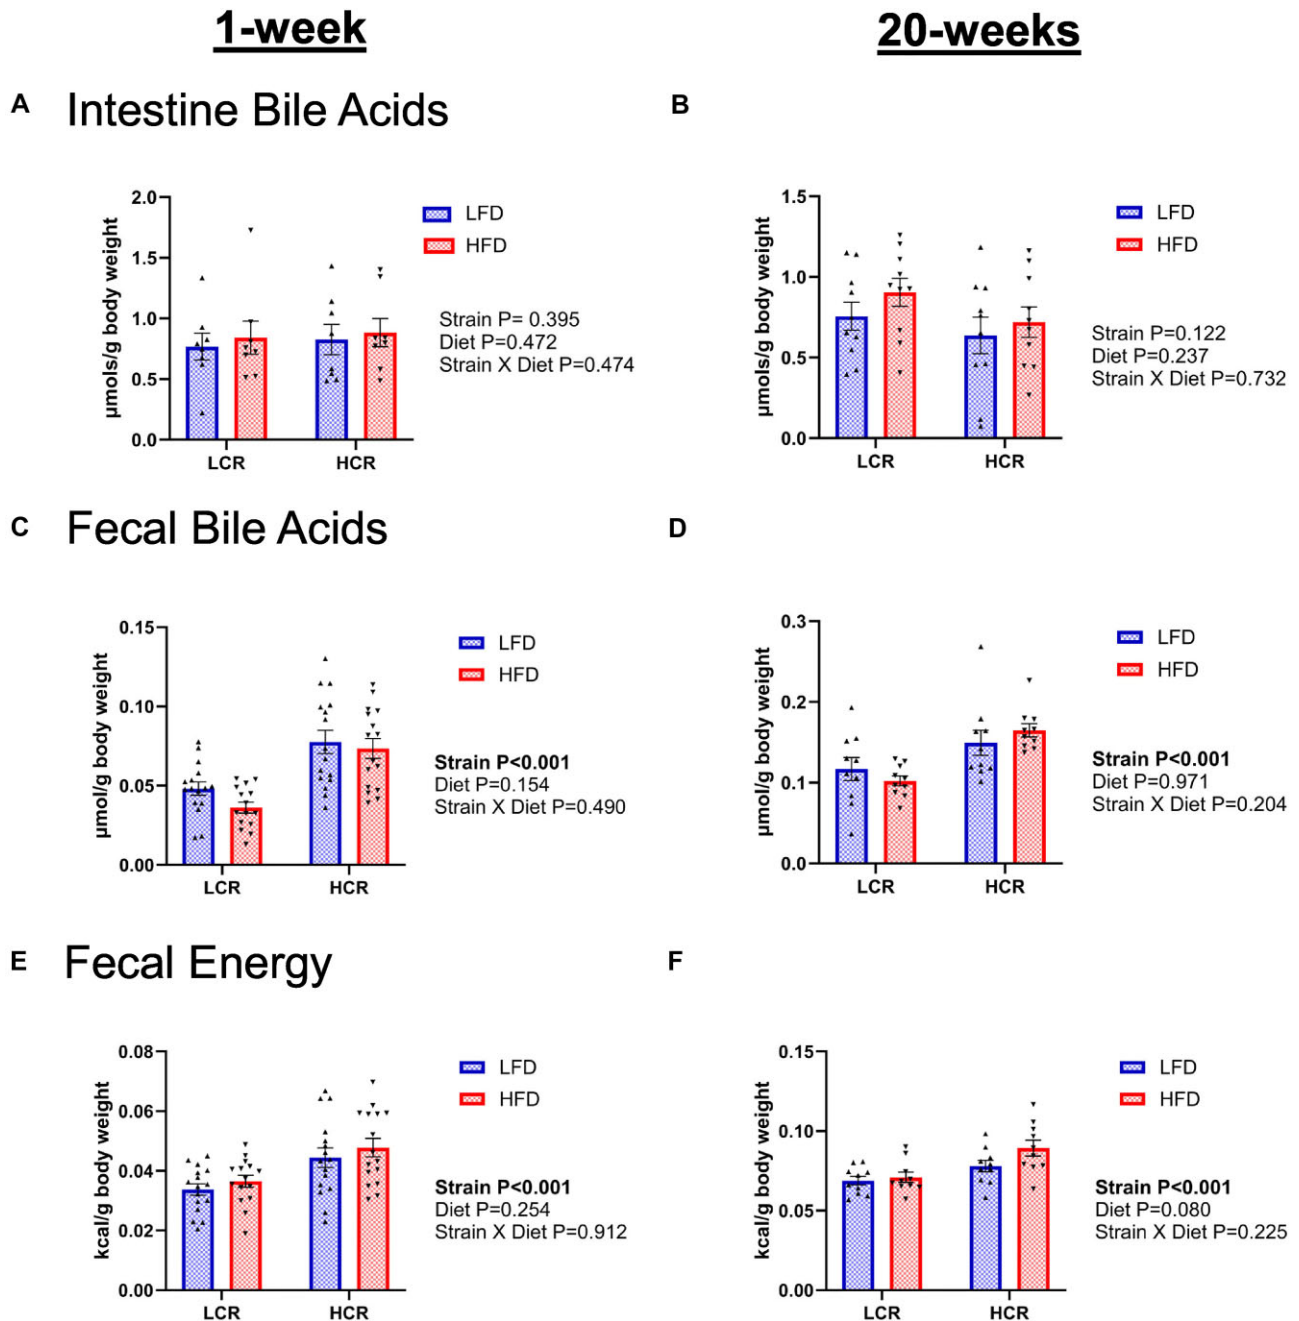 1-week
20-weeks
A Intestine Bile Acids
B
µmols/g body weight
2.0
1.5
1.0
0.5
0.0
LCR
HCR
LFD
HFD
Strain P= 0.395
Diet P=0.472
Strain X Diet P=0.474
µmols/g body weight
1.5
1.0
0.5
0.0
LCR
HCR
LFD
HFD
Strain P=0.122
Diet P=0.237
Strain X Diet P=0.732
C Fecal Bile Acids
D
µmol/g body weight
0.15
0.10
0.05
0.00
LCR
HCR
LFD
HFD
Strain P<0.001
Diet P=0.154
Strain X Diet P=0.490
µmol/g body weight
0.3
0.2
0.1
0.0
LCR
HCR
LFD
HFD
Strain P<0.001
Diet P=0.971
Strain X Diet P=0.204
E Fecal Energy
F
kcal/g body weight
0.08
0.06
0.04
0.02
0.00
LCR
HCR
LFD
HFD
Strain P<0.001
Diet P=0.254
Strain X Diet P=0.912
kcal/g body weight
0.15
0.10
0.05
0.00
LCR
HCR
LFD
HFD
Strain P<0.001
Diet P=0.080
Strain X Diet P=0.225